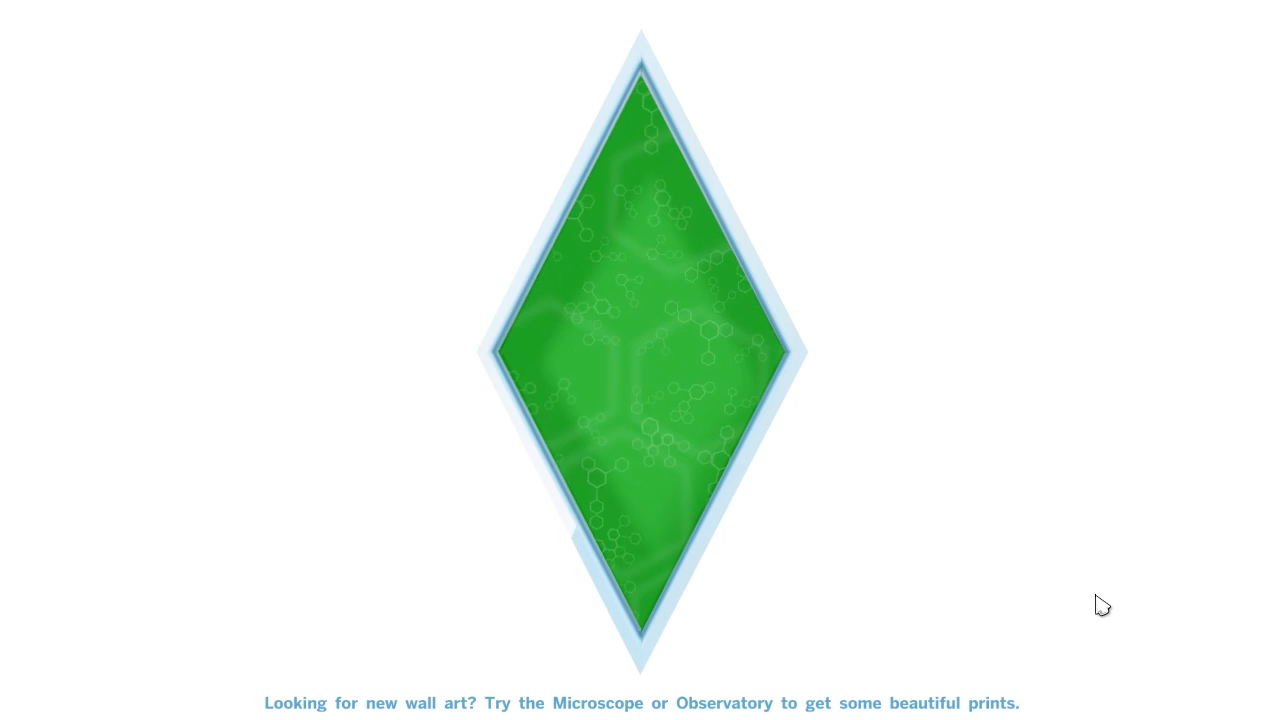 Looking for new wall art? Try the Microscope or Observatory to get some beautiful prints.